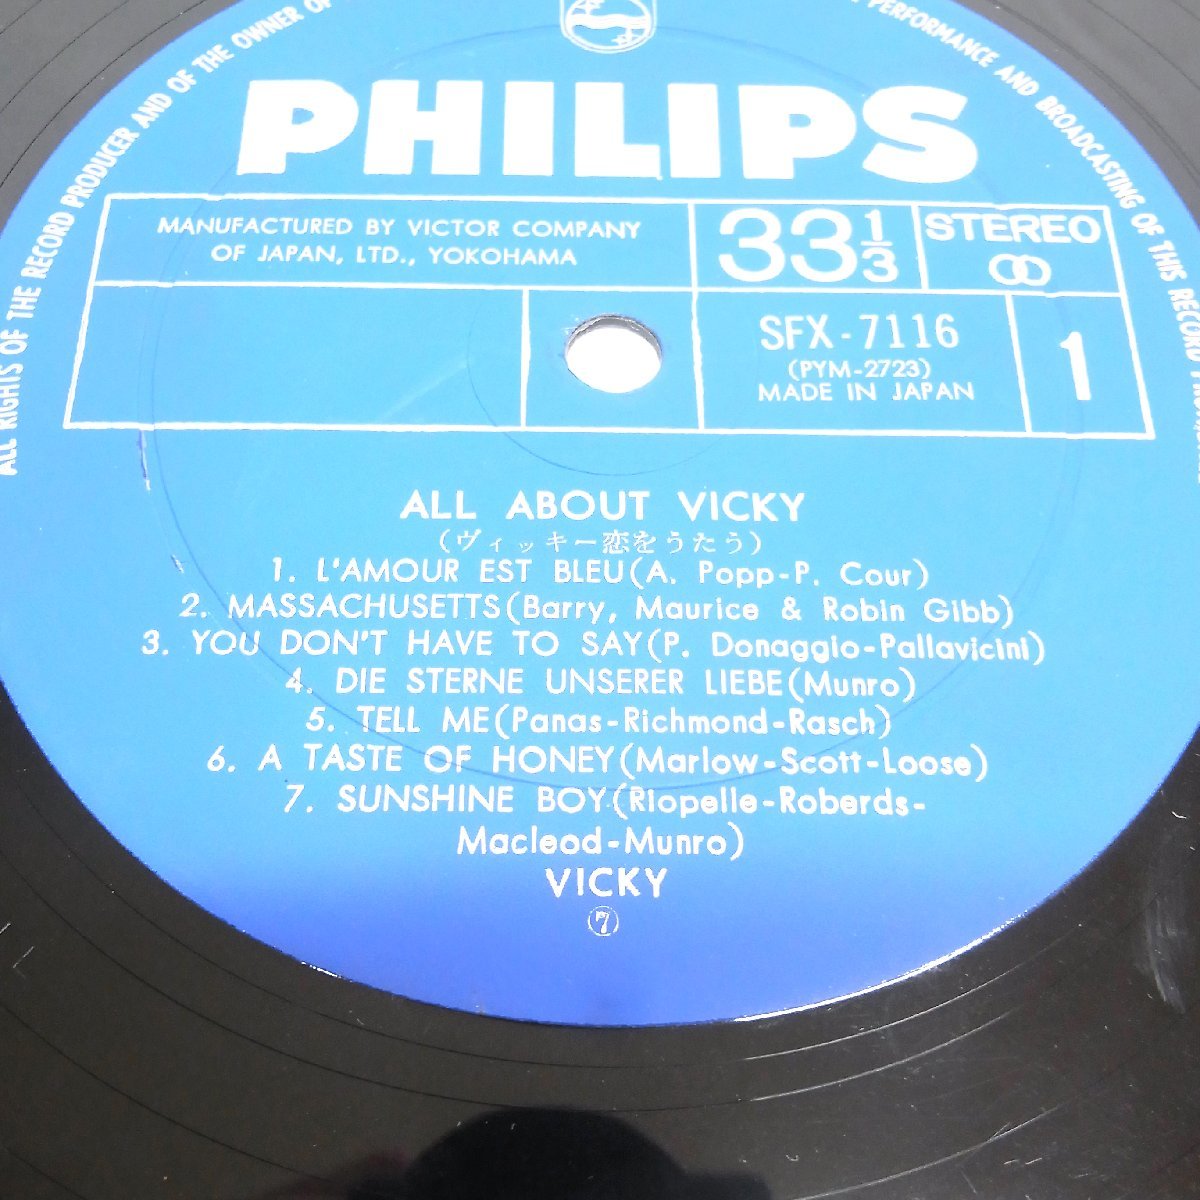 ALL RIGHTS OF THE RECORD PRODUCER AND OF THE OWNER OF
PERFORMANCE AND BROADCASTING OF THIS RECORD
PHILIPS
MANUFACTURED BY VICTOR COMPANY
OF JAPAN, LTD., YOKOHAMA
33 1/3
STEREO
SFX-7116
(PYM-2723)
MADE IN JAPAN
1
ALL ABOUT VICKY
(ヴィッキー恋をうたう)
1. L'AMOUR EST BLEU(A. Popp-P. Cour)
2. MASSACHUSETTS(Barry, Maurice & Robin Gibb)
3. YOU DON'T HAVE TO SAY(P. Donaggio-Pallavicini)
4. DIE STERNE UNSERER LIEBE(Munro)
5. TELL ME(Panas-Richmond-Rasch)
6. A TASTE OF HONEY(Marlow-Scott-Loose)
7. SUNSHINE BOY(Riopelle-Roberds-
Macleod-Munro)
VICKY
⑦